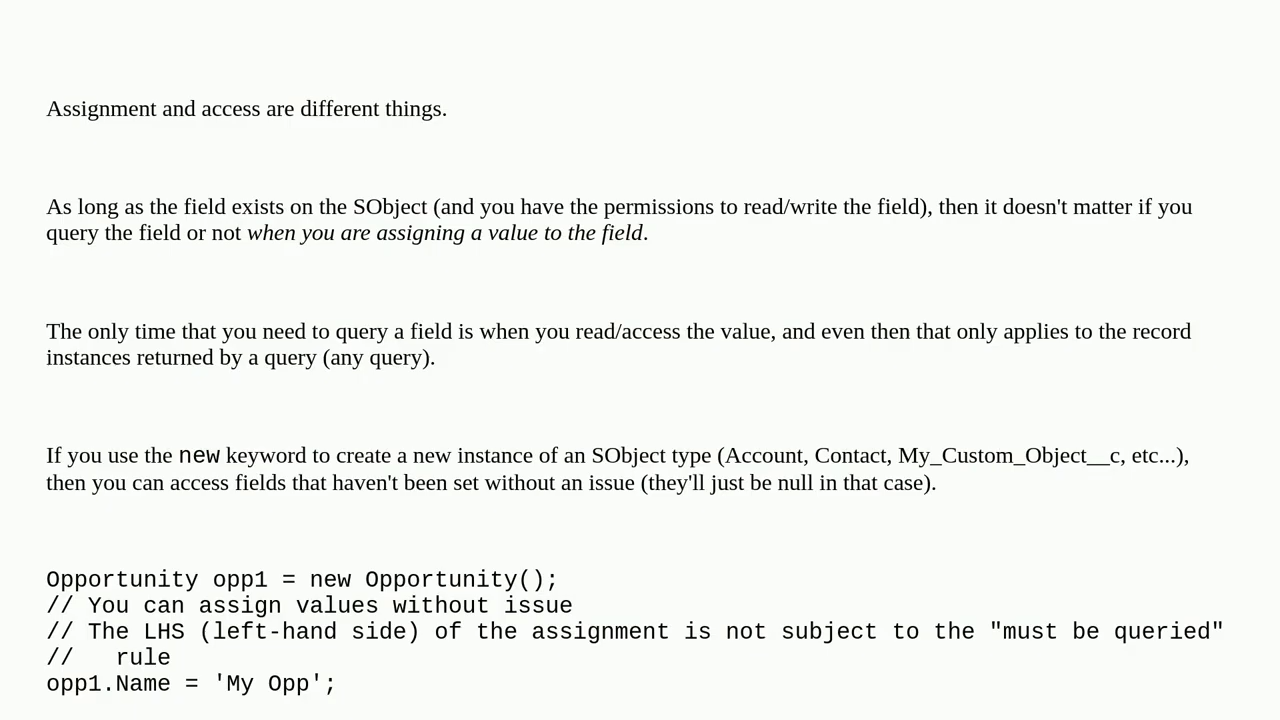 Assignment and access are different things.
As long as the field exists on the SObject (and you have the permissions to read/write the field), then it doesn't matter if you
query the field or not when you are assigning a value to the field.
The only time that you need to query a field is when you read/access the value, and even then that only applies to the record
instances returned by a query (any query).
If you use the new keyword to create a new instance of an SObject type (Account, Contact, My_Custom_Object__c, etc...),
then you can access fields that haven't been set without an issue (they'll just be null in that case).
Opportunity opp1 = new Opportunity();
// You can assign values without issue
// The LHS (left-hand side) of the assignment is not subject to the "must be queried"
//   rule
opp1.Name = 'My Opp';